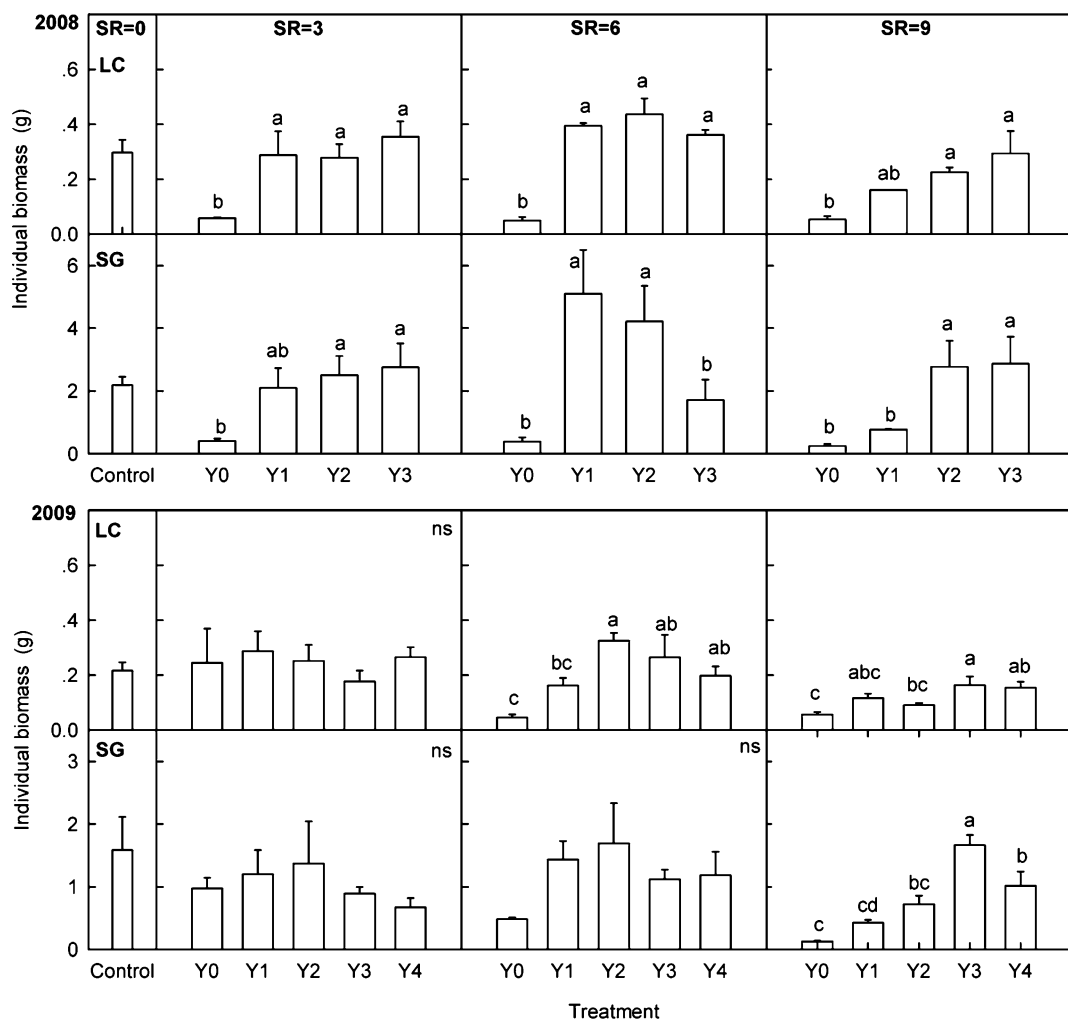 2008 SR=0 SR=3 SR=6 SR=9
LC
.6
.4
.2
0.0
b a a a
b a a a
b ab a a
SG
6
4
2
0
b ab a a
b a a b
b b a a
Individual biomass (g)
Control Y0 Y1 Y2 Y3 Y0 Y1 Y2 Y3 Y0 Y1 Y2 Y3
2009
LC ns
.6
.4
.2
0.0
c bc a ab ab
c abc bc a ab
SG ns ns
3
2
1
0
c cd bc a b
Individual biomass (g)
Control Y0 Y1 Y2 Y3 Y4 Y0 Y1 Y2 Y3 Y4 Y0 Y1 Y2 Y3 Y4
Treatment